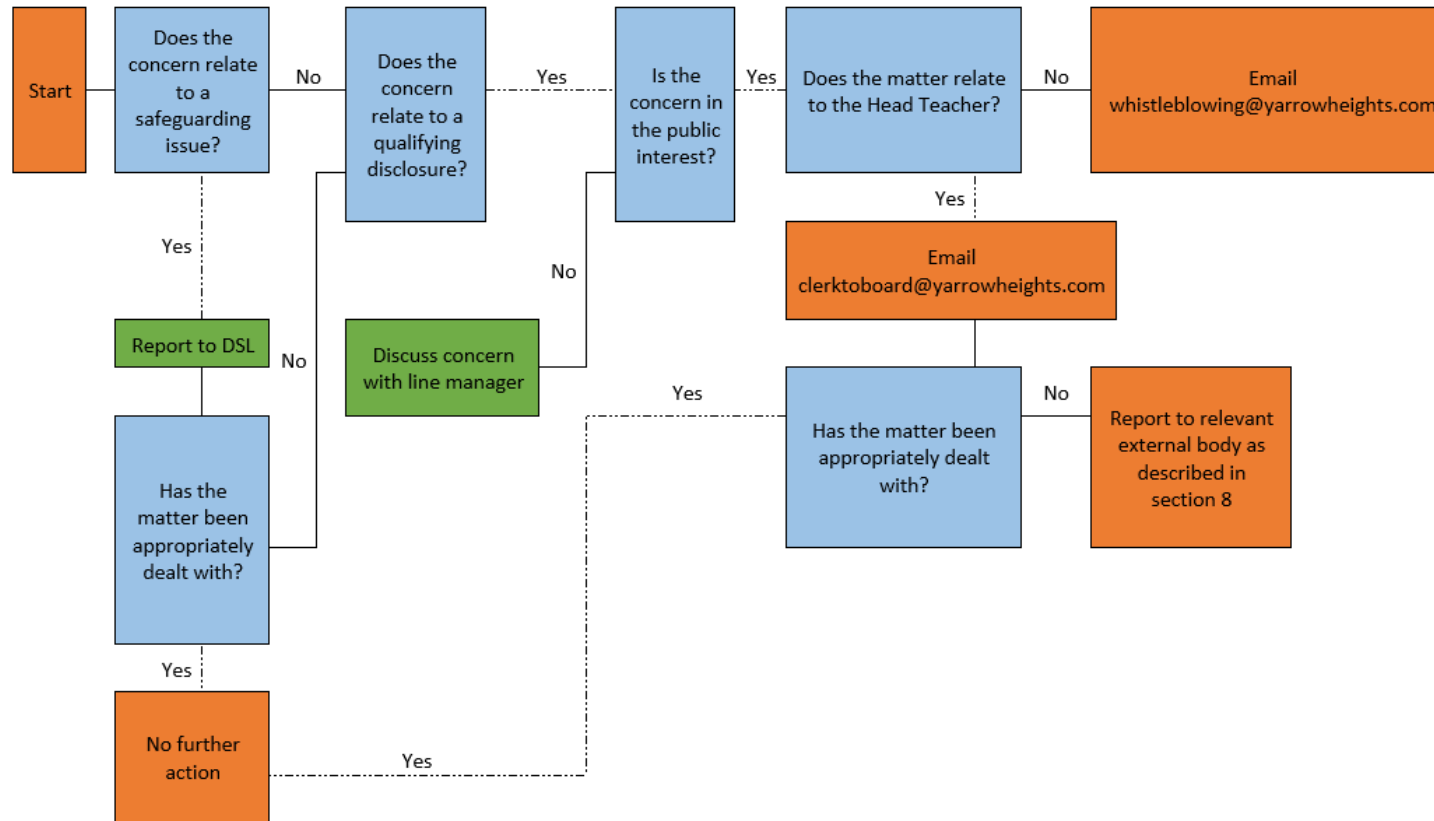 Start
Does the
concern relate
to a
safeguarding
issue?
No
Does the
concern
relate to a
qualifying
disclosure?
Yes
Is the
concern in
the public
interest?
Yes
Does the matter relate
to the Head Teacher?
No
Email
whistleblowing@yarrowheights.com
Yes
Yes
Email
clerktoboard@yarrowheights.com
No
Report to DSL
No
Discuss concern
with line manager
Yes
Has the matter been
appropriately dealt
with?
No
Report to relevant
external body as
described in
section 8
Has the
matter been
appropriately
dealt with?
Yes
No further
action
Yes